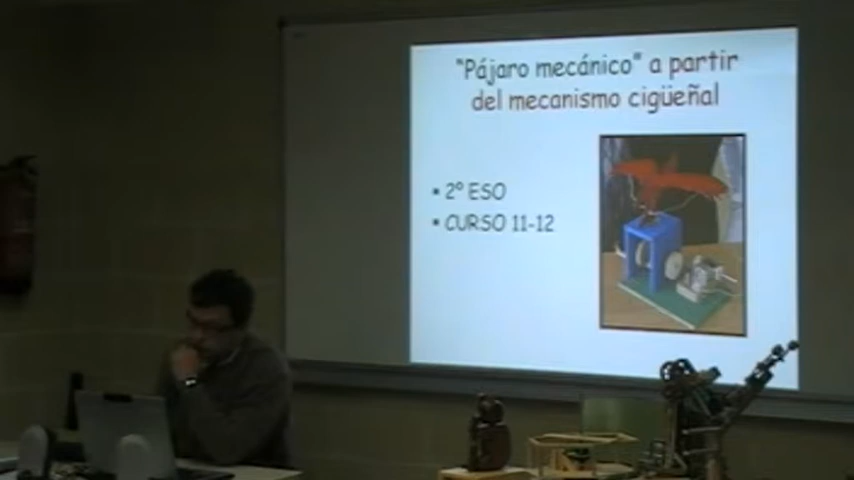 "Pájaro mecánico" a partir
del mecanismo cigüeñal
• 2º ESO
• CURSO 11-12